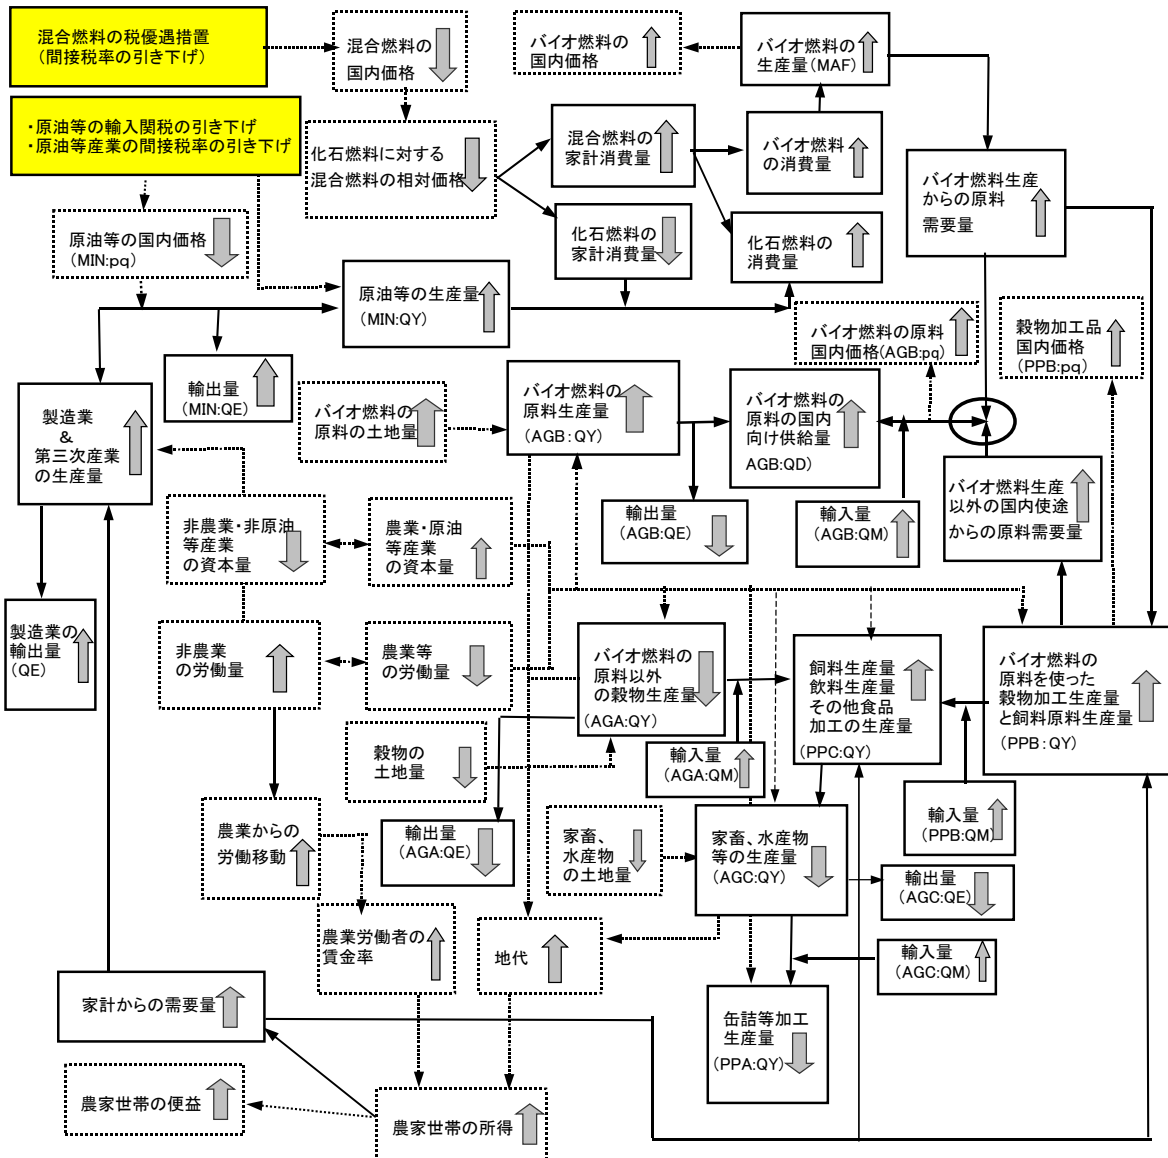 混合燃料の税優遇措置
(間接税率の引き下げ)
混合燃料の
国内価格
バイオ燃料の
国内価格
バイオ燃料の
生産量(MAF)
・原油等の輸入関税の引き下げ
・原油等産業の間接税率の引き下げ
化石燃料に対する
混合燃料の相対価格
混合燃料の
家計消費量
バイオ燃料
の消費量
バイオ燃料生産
からの原料
需要量
原油等の国内価格
(MIN:pq)
化石燃料の
家計消費量
化石燃料の
消費量
原油等の生産量
(MIN:QY)
バイオ燃料の原料
国内価格(AGB:pq)
穀物加工品
国内価格
(PPB:pq)
輸出量
(MIN:QE)
製造業
&
第三次産業
の生産量
バイオ燃料の
原料の土地量
バイオ燃料の
原料生産量
(AGB:QY)
バイオ燃料の
原料の国内
向け供給量
AGB:QD)
バイオ燃料生産
以外の国内使途
からの原料需要量
非農業・非原油
等産業
の資本量
農業・原油
等産業
の資本量
輸出量
(AGB:QE)
輸入量
(AGB:QM)
製造業の
輸出量
(QE)
非農業
の労働量
農業等
の労働量
バイオ燃料の
原料以外
の穀物生産量
(AGA:QY)
飼料生産量
飲料生産量
その他食品
加工の生産量
(PPC:QY)
バイオ燃料の
原料を使った
穀物加工生産量
と飼料原料生産量
(PPB:QY)
穀物の
土地量
輸入量
(AGA:QM)
農業からの
労働移動
輸出量
(AGA:QE)
家畜、
水産物
の土地量
家畜、水産物
等の生産量
(AGC:QY)
輸入量
(PPB:QM)
輸出量
(AGC:QE)
農業労働者の
賃金率
地代
輸入量
(AGC:QM)
家計からの需要量
缶詰等加工
生産量
(PPA:QY)
農家世帯の便益
農家世帯の所得